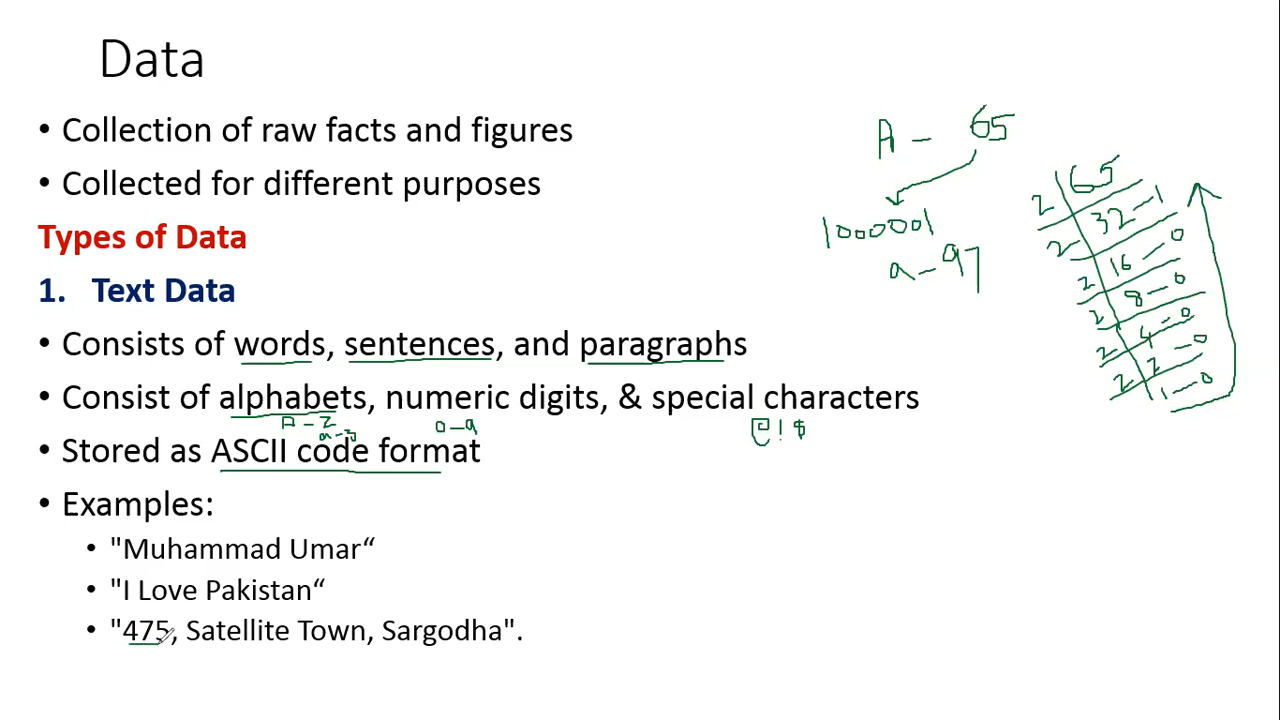 Data
• Collection of raw facts and figures
• Collected for different purposes
Types of Data
1. Text Data
• Consists of words, sentences, and paragraphs
• Consist of alphabets, numeric digits, & special characters
A - Z
a - z
0 - 9
@ ! $
• Stored as ASCII code format
• Examples:
• "Muhammad Umar“
• "I Love Pakistan“
• "475, Satellite Town, Sargodha".
A - 65
1000001
a - 97
2 65
2 32 - 1
2 16 - 0
2 8 - 0
2 4 - 0
2 2 - 0
1 - 0